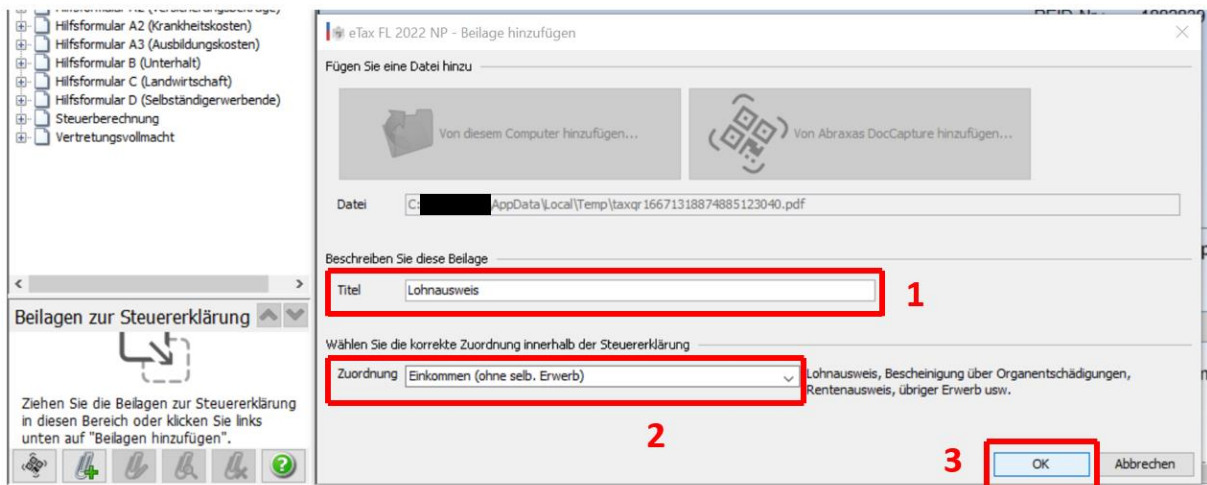 Hilfsformular A2 (Krankheitskosten)
Hilfsformular A3 (Ausbildungskosten)
Hilfsformular B (Unterhalt)
Hilfsformular C (Landwirtschaft)
Hilfsformular D (Selbständigerwerbende)
Steuerberechnung
Vertretungsvollmacht
Beilagen zur Steuererklärung
Ziehen Sie die Beilagen zur Steuererklärung
in diesen Bereich oder klicken Sie links
unten auf "Beilagen hinzufügen".
eTax FL 2022 NP - Beilage hinzufügen
Fügen Sie eine Datei hinzu
Von diesem Computer hinzufügen...
Von Abraxas DocCapture hinzufügen...
Datei
C: AppData\Local\Temp\taxqr16671318874885123040.pdf
Beschreiben Sie diese Beilage
Titel Lohnausweis
1
Wählen Sie die korrekte Zuordnung innerhalb der Steuererklärung
Zuordnung Einkommen (ohne selb. Erwerb)
Lohnausweis, Bescheinigung über Organentschädigungen,
Rentenausweis, übriger Erwerb usw.
2
3
OK
Abbrechen